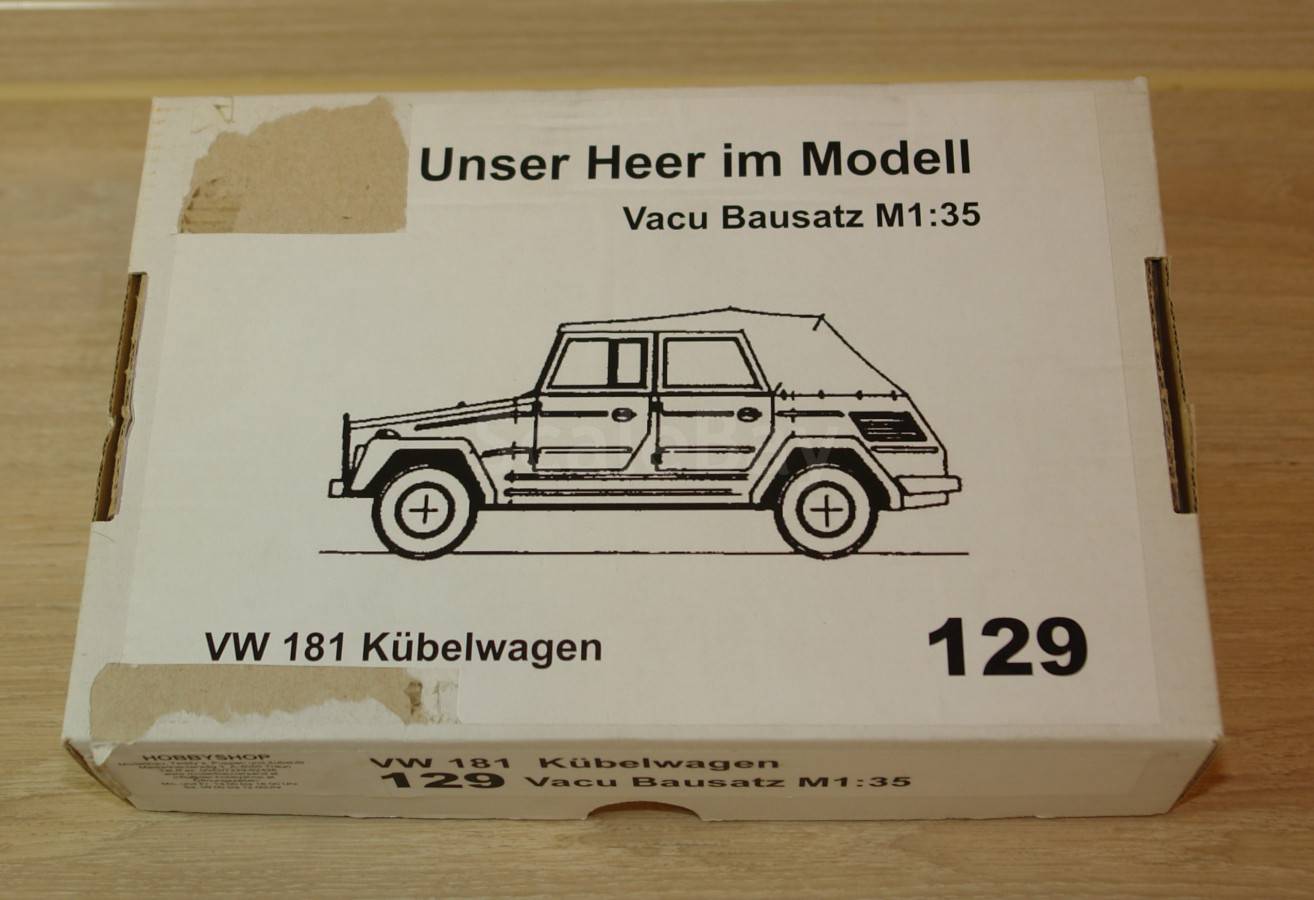 Unser Heer im Modell
Vacu Bausatz M1:35
VW 181 Kübelwagen
129
HOBBYSHOP
VW 181 Kübelwagen
129 Vacu Bausatz M1:35